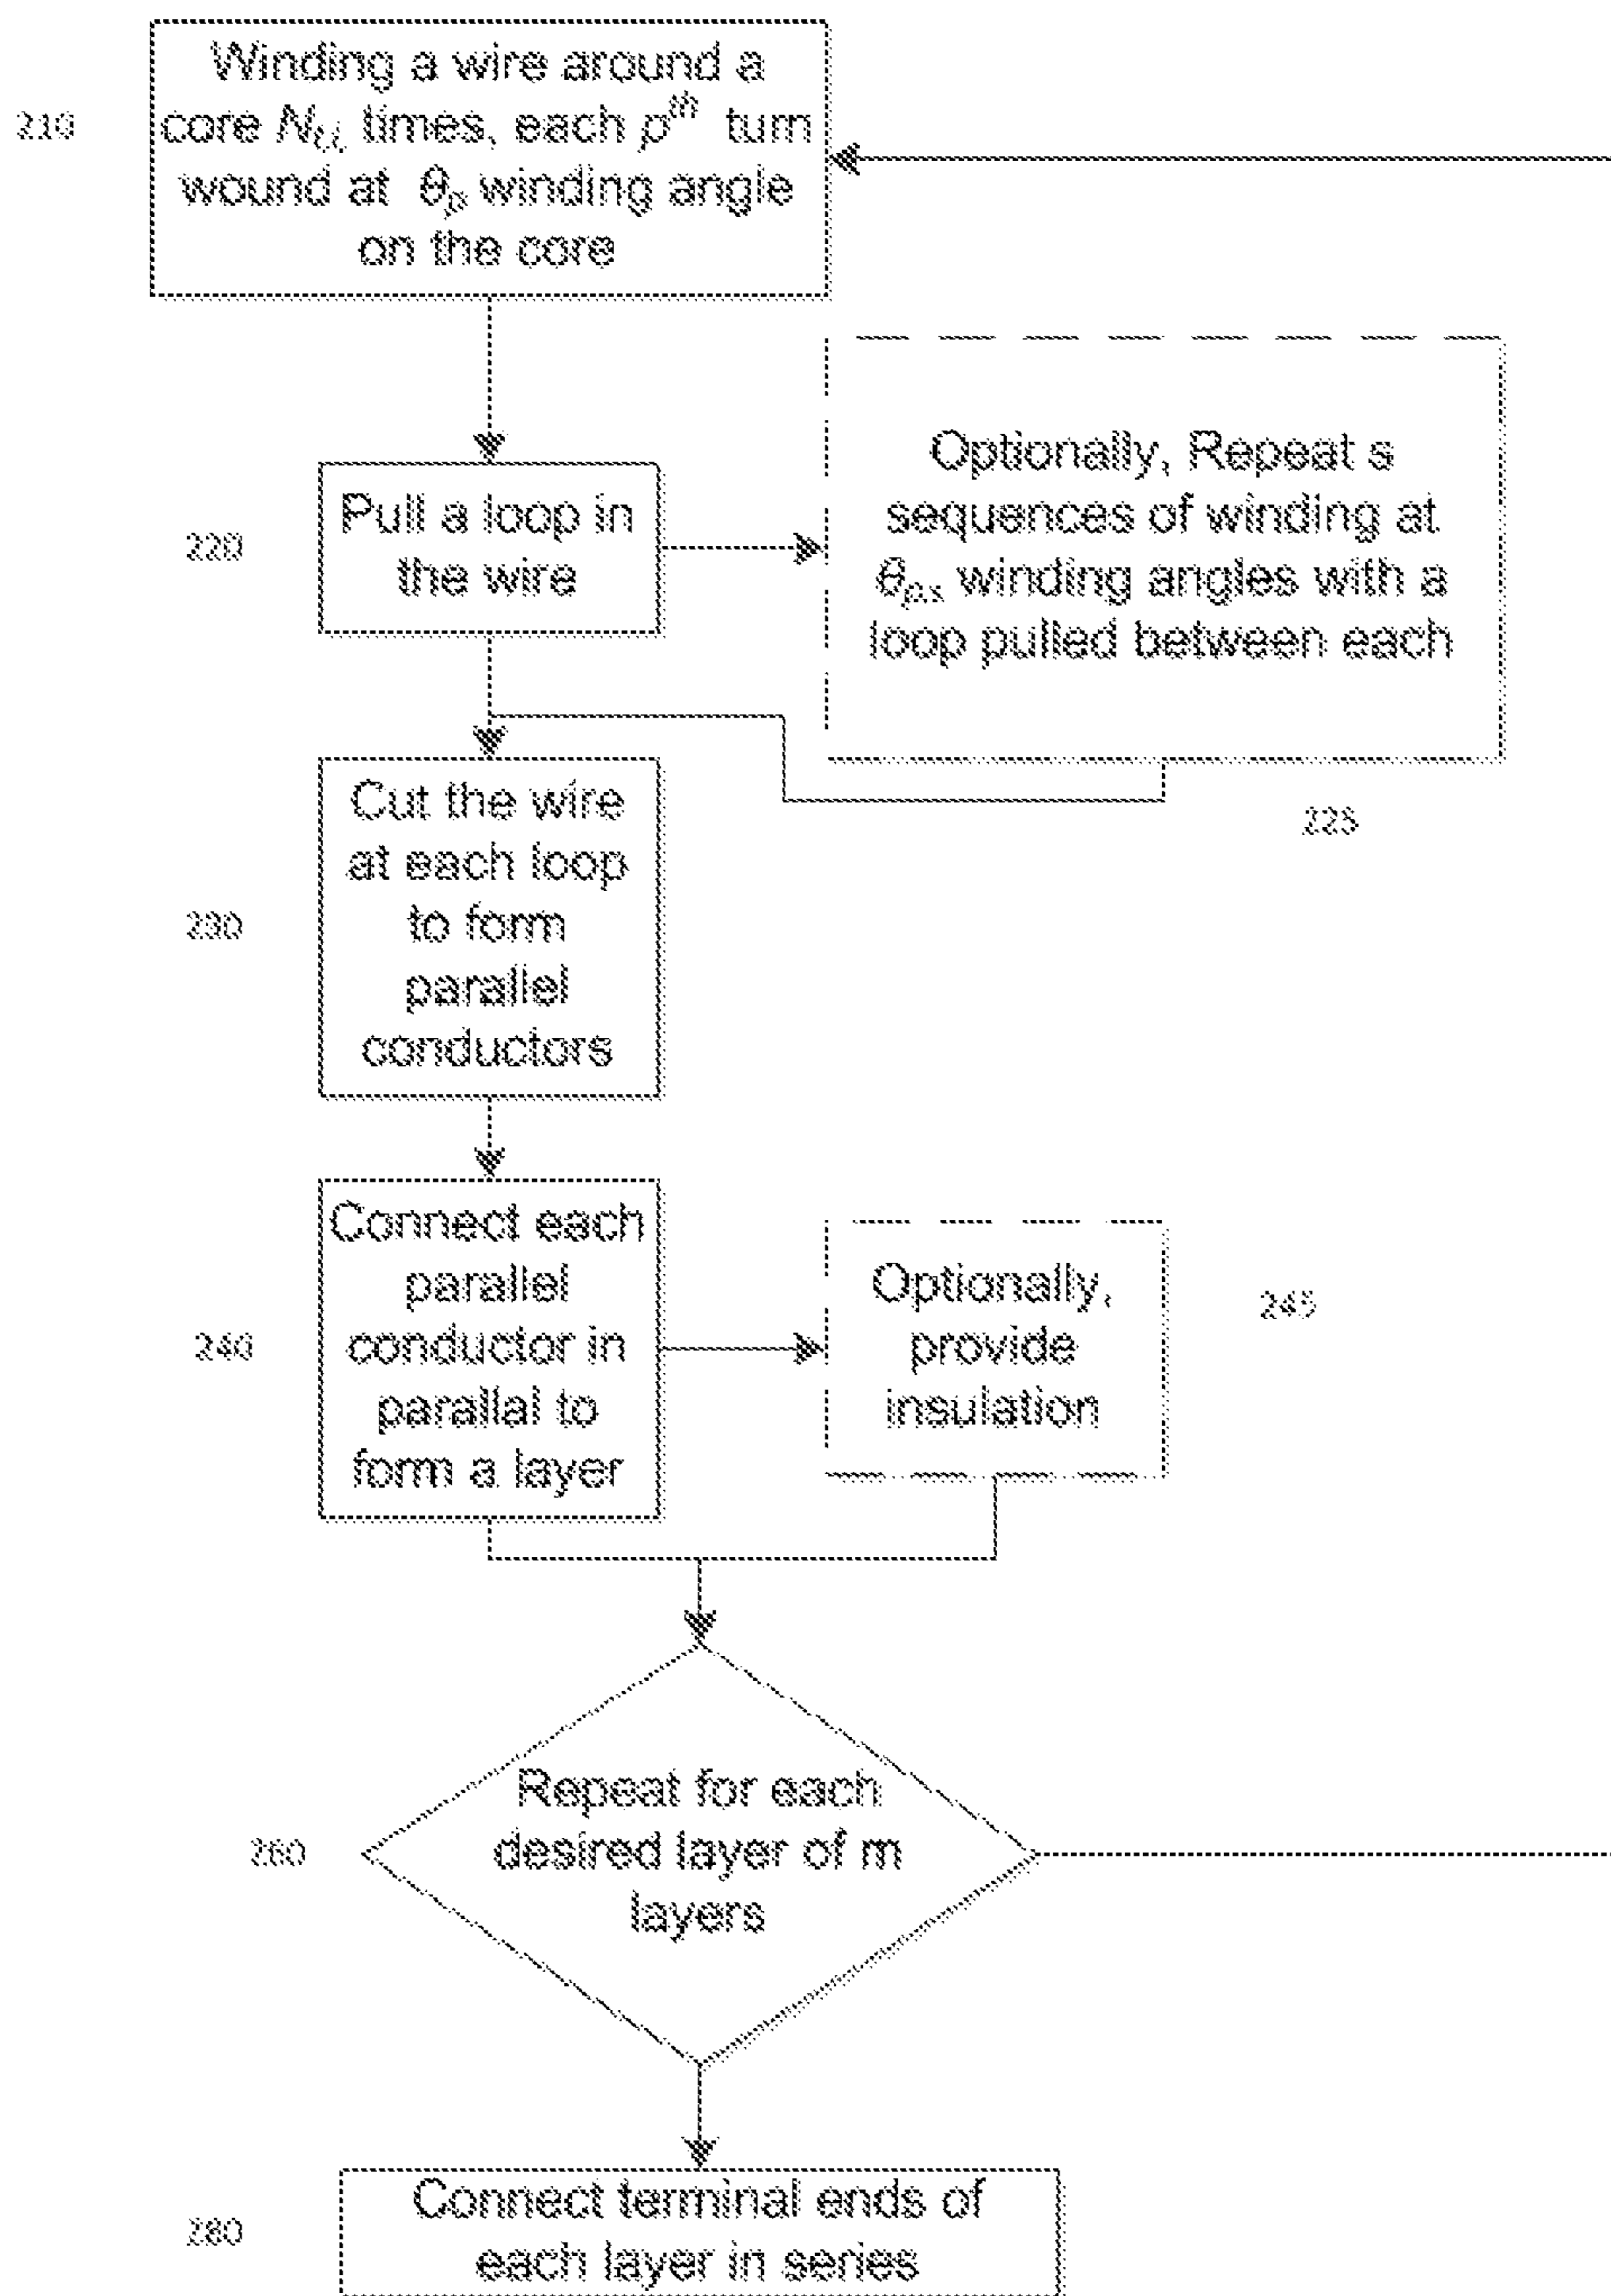 Winding a wire around a
210
core N_U times, each p^th turn
wound at θ_p winding angle
on the core
Optionally, Repeat s
sequences of winding at
θ_ps winding angles with a
loop pulled between each
220
Pull a loop in
the wire
225
230
Cut the wire
at each loop
to form
parallel
conductors
240
Connect each
parallel
conductor in
parallal to
form a layer
Optionally,
provide
insulation
245
260
Repeat for each
desired layer of m
layers
280
Connect terminal ends of
each layer in series